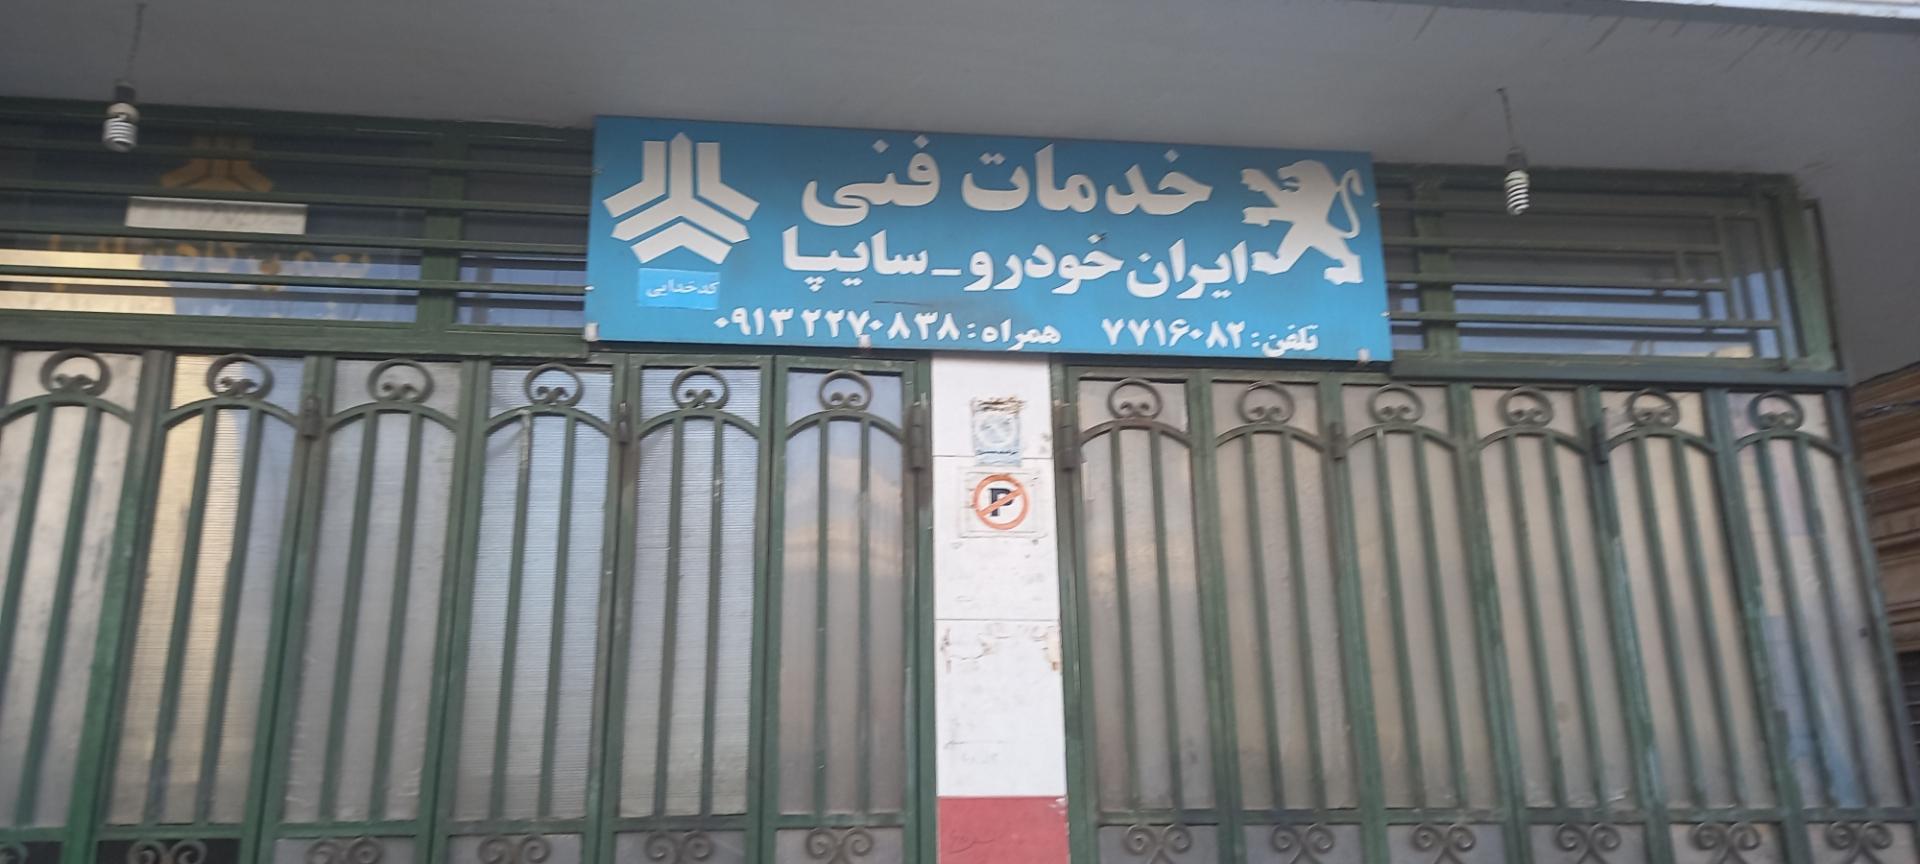 خدمات فنی
ایران خودرو - سایپا
کدخدایی
تلفن: ۷۷۱۶۰۸۲ همراه: ۰۹۱۳۲۲۷۰۸۳۸
P